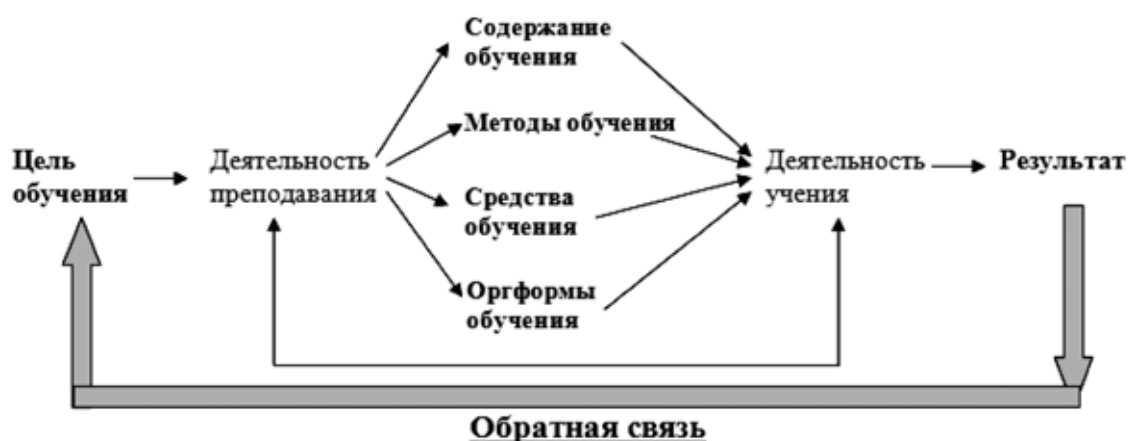 Содержание
обучения
Методы обучения
Цель
обучения
Деятельность
преподавания
Средства
обучения
Оргформы
обучения
Деятельность
учения
Результат
Обратная связь